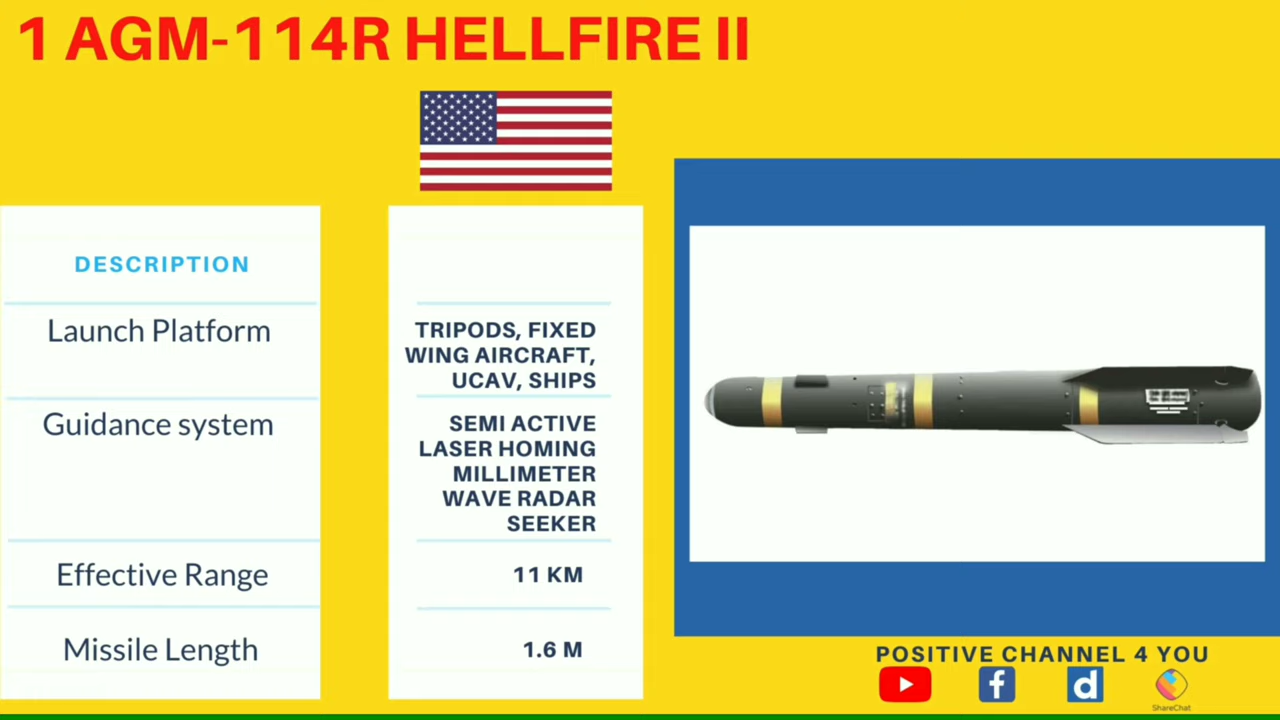 1 AGM-114R HELLFIRE II
DESCRIPTION
Launch Platform
TRIPODS, FIXED
WING AIRCRAFT,
UCAV, SHIPS
Guidance system
SEMI ACTIVE
LASER HOMING
MILLIMETER
WAVE RADAR
SEEKER
Effective Range
11 KM
Missile Length
1.6 M
POSITIVE CHANNEL 4 YOU
f
d
ShareChat